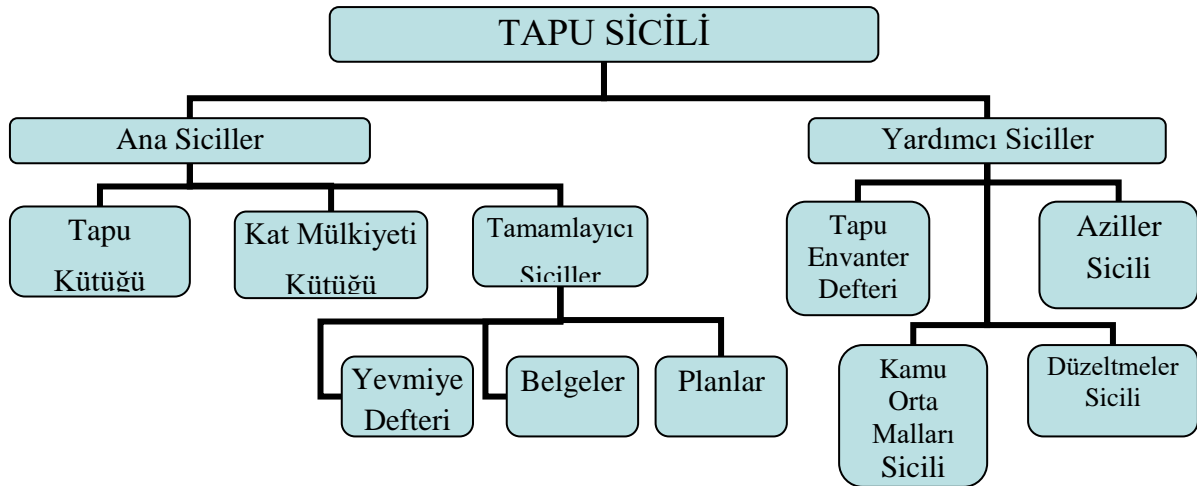 TAPU SİCİLİ
Ana Siciller
Yardımcı Siciller
Tapu
Kütüğü
Kat Mülkiyeti
Kütüğü
Tamamlayıcı
Siciller
Tapu
Envanter
Defteri
Aziller
Sicili
Yevmiye
Defteri
Belgeler
Planlar
Kamu
Orta
Malları
Sicili
Düzeltmeler
Sicili